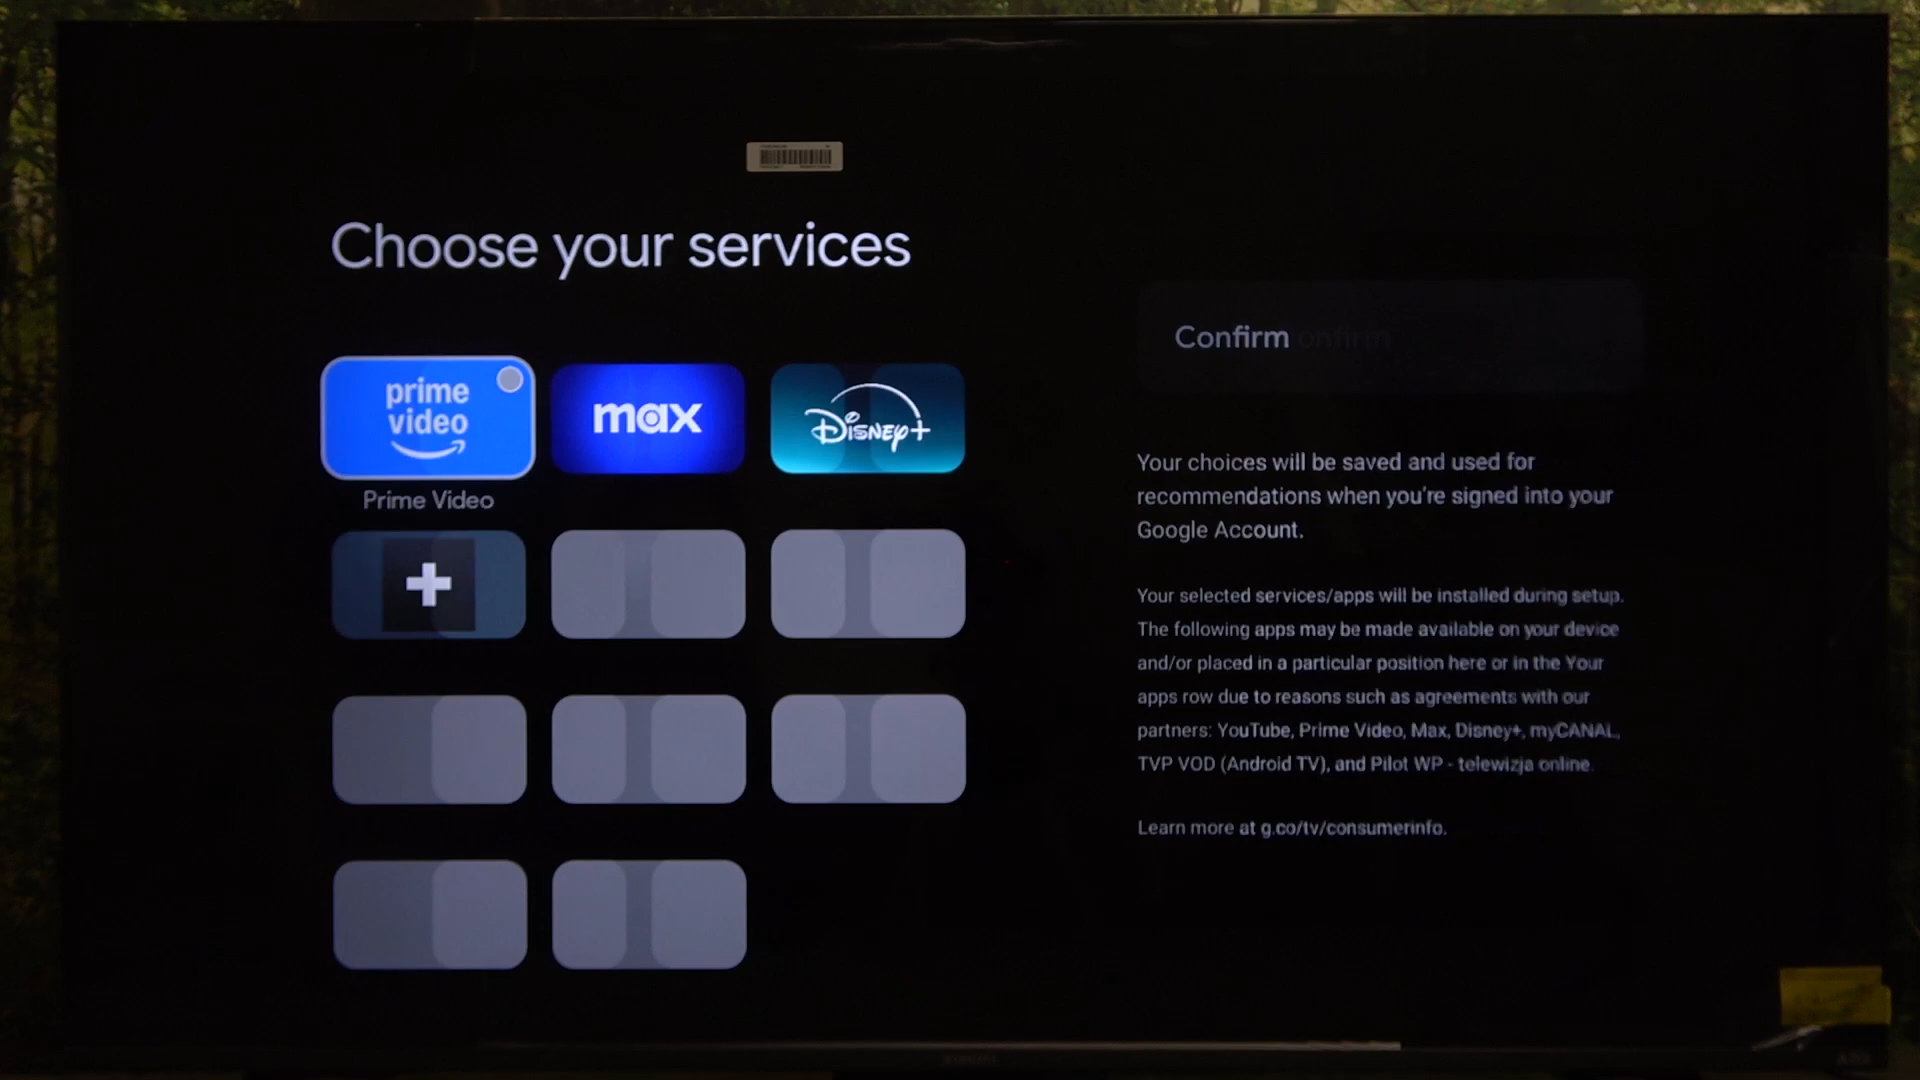 Choose your services
prime
video
max
Disney+
Prime Video
+
Confirm onfirm
Your choices will be saved and used for
recommendations when you're signed into your
Google Account.
Your selected services/apps will be installed during setup.
The following apps may be made available on your device
and/or placed in a particular position here or in the Your
apps row due to reasons such as agreements with our
partners: YouTube, Prime Video, Max, Disney+, myCANAL,
TVP VOD (Android TV), and Pilot WP - telewizja online.
Learn more at g.co/tv/consumerinfo.